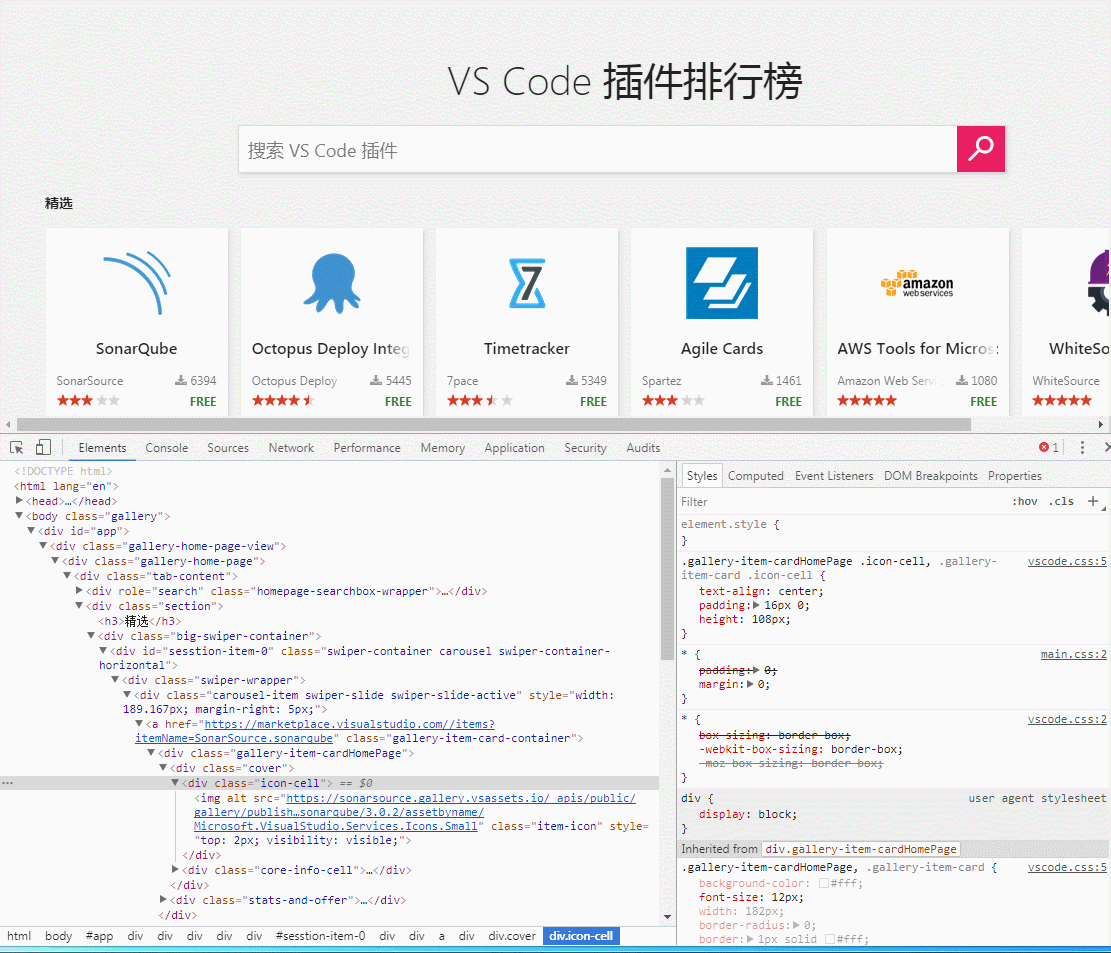 VS Code 插件排行榜
搜索 VS Code 插件
精选
SonarQube
SonarSource 6394
FREE
Octopus Deploy Integ
Octopus Deploy 5445
FREE
7
Timetracker
7pace 5349
FREE
Agile Cards
Spartez 1461
FREE
amazon
webservices
AWS Tools for Micros
Amazon Web Servi 1080
FREE
WhiteSo
WhiteSource
Elements Console Sources Network Performance Memory Application Security Audits 1
<!DOCTYPE html>
<html lang="en">
<head>…</head>
<body class="gallery">
<div id="app">
<div class="gallery-home-page-view">
<div class="gallery-home-page">
<div class="tab-content">
<div role="search" class="homepage-searchbox-wrapper">…</div>
<div class="section">
<h3>精选</h3>
<div class="big-swiper-container">
<div id="sesstion-item-0" class="swiper-container carousel swiper-container-
horizontal">
<div class="swiper-wrapper">
<div class="carousel-item swiper-slide swiper-slide-active" style="width:
189.167px; margin-right: 5px;">
<a href="https://marketplace.visualstudio.com//items?
itemName=SonarSource.sonarqube" class="gallery-item-card-container">
<div class="gallery-item-cardHomePage">
<div class="cover">
<div class="icon-cell"> == $0
<img alt src="https://sonarsource.gallery.vsassets.io/_apis/public/
gallery/publish…sonarqube/3.0.2/assetbyname/
Microsoft.VisualStudio.Services.Icons.Small" class="item-icon" style=
"top: 2px; visibility: visible;">
</div>
<div class="core-info-cell">…</div>
</div>
<div class="stats-and-offer">…</div>
</div>
html body #app div div div div div #sesstion-item-0 div div a div div.cover div.icon-cell
Styles Computed Event Listeners DOM Breakpoints Properties
Filter :hov .cls +
element.style {
}
.gallery-item-cardHomePage .icon-cell, .gallery- vscode.css:5
item-card .icon-cell {
text-align: center;
padding: 16px 0;
height: 108px;
}
* { main.css:2
padding: 0;
margin: 0;
}
* { vscode.css:2
box-sizing: border-box;
-webkit-box-sizing: border-box;
-moz-box-sizing: border-box;
}
div { user agent stylesheet
display: block;
}
Inherited from div.gallery-item-cardHomePage
.gallery-item-cardHomePage, .gallery-item-card { vscode.css:5
background-color: #fff;
font-size: 12px;
width: 182px;
border-radius: 0;
border: 1px solid #fff;